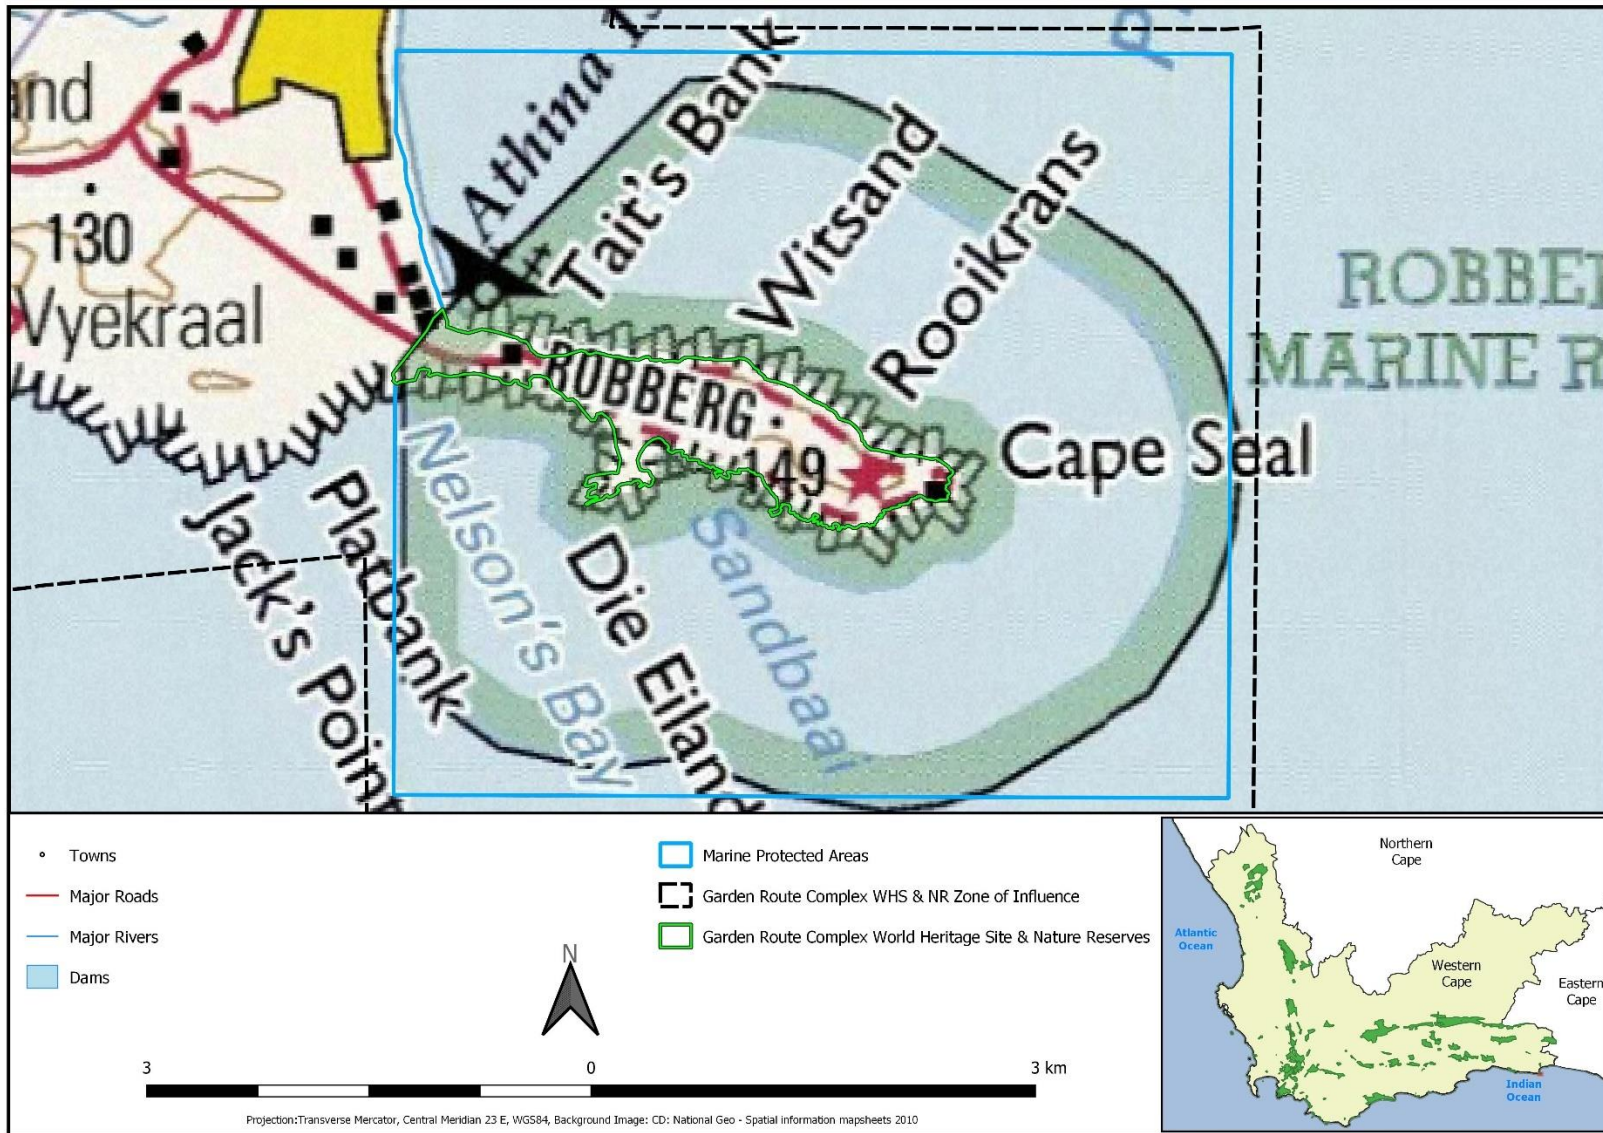 and
Athina
Tait's Bank
Witsand
Rooikrans
130
Vyekraal
ROBBERG
149
Cape Seal
MARINE R
Nelson's Bay
Sandbaai
Die Eiland
Platbank
Jack's Point
Towns
Major Roads
Major Rivers
Dams
Marine Protected Areas
Garden Route Complex WHS & NR Zone of Influence
Garden Route Complex World Heritage Site & Nature Reserves
N
3
0
3 km
Projection:Transverse Mercator, Central Meridian 23 E, WGS84, Background Image: CD: National Geo - Spatial information mapsheets 2010
Northern
Cape
Atlantic
Ocean
Western
Cape
Eastern
Cape
Indian
Ocean